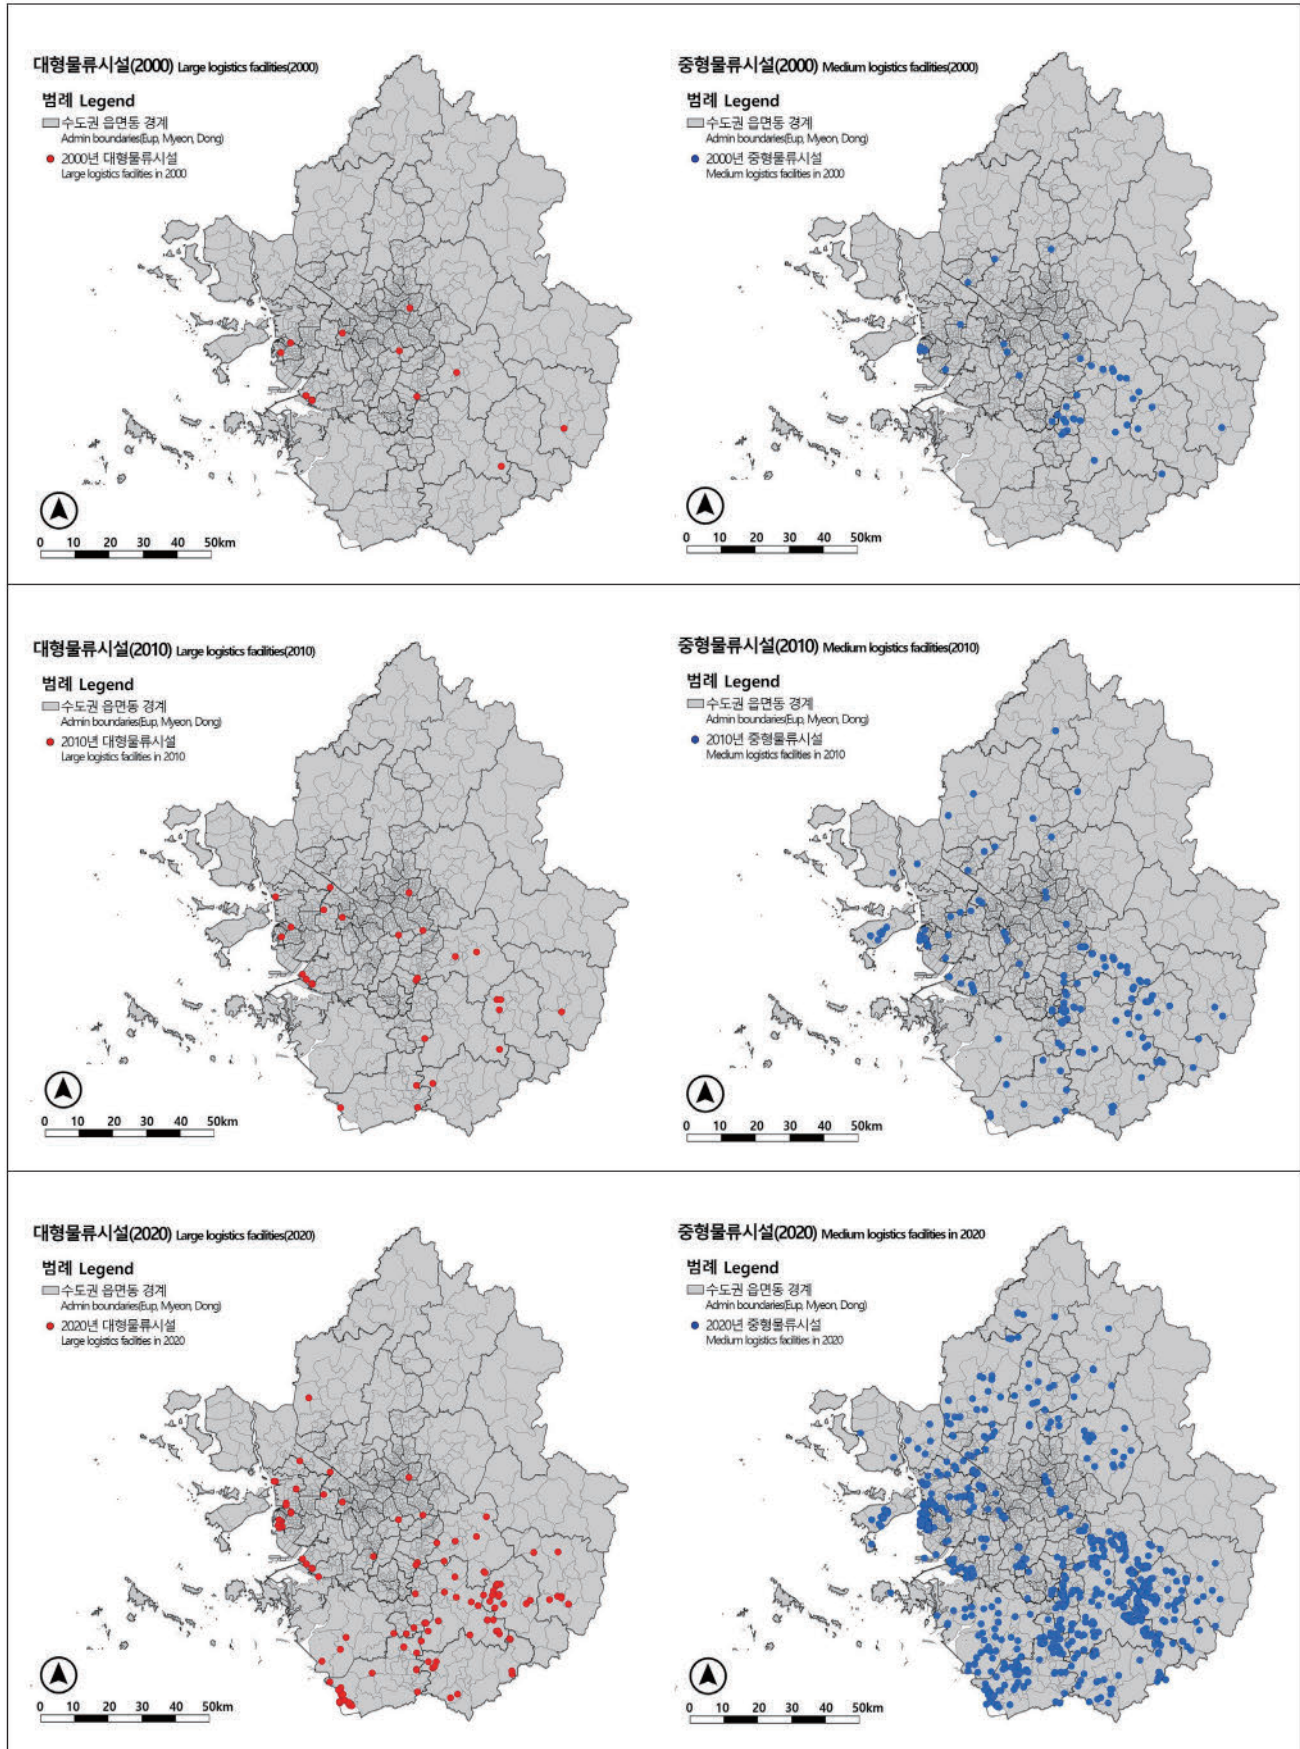 대형물류시설(2000) Large logistics facilities(2000)
범례 Legend
수도권 읍면동 경계
Admin boundaries(Eup, Myeon, Dong)
2000년 대형물류시설
Large logistics facilities in 2000
0 10 20 30 40 50km
중형물류시설(2000) Medium logistics facilities(2000)
범례 Legend
수도권 읍면동 경계
Admin boundaries(Eup, Myeon, Dong)
2000년 중형물류시설
Medium logistics facilities in 2000
0 10 20 30 40 50km
대형물류시설(2010) Large logistics facilities(2010)
범례 Legend
수도권 읍면동 경계
Admin boundaries(Eup, Myeon, Dong)
2010년 대형물류시설
Large logistics facilities in 2010
0 10 20 30 40 50km
중형물류시설(2010) Medium logistics facilities(2010)
범례 Legend
수도권 읍면동 경계
Admin boundaries(Eup, Myeon, Dong)
2010년 중형물류시설
Medium logistics facilities in 2010
0 10 20 30 40 50km
대형물류시설(2020) Large logistics facilities(2020)
범례 Legend
수도권 읍면동 경계
Admin boundaries(Eup, Myeon, Dong)
2020년 대형물류시설
Large logistics facilities in 2020
0 10 20 30 40 50km
중형물류시설(2020) Medium logistics facilities in 2020
범례 Legend
수도권 읍면동 경계
Admin boundaries(Eup, Myeon, Dong)
2020년 중형물류시설
Medium logistics facilities in 2020
0 10 20 30 40 50km